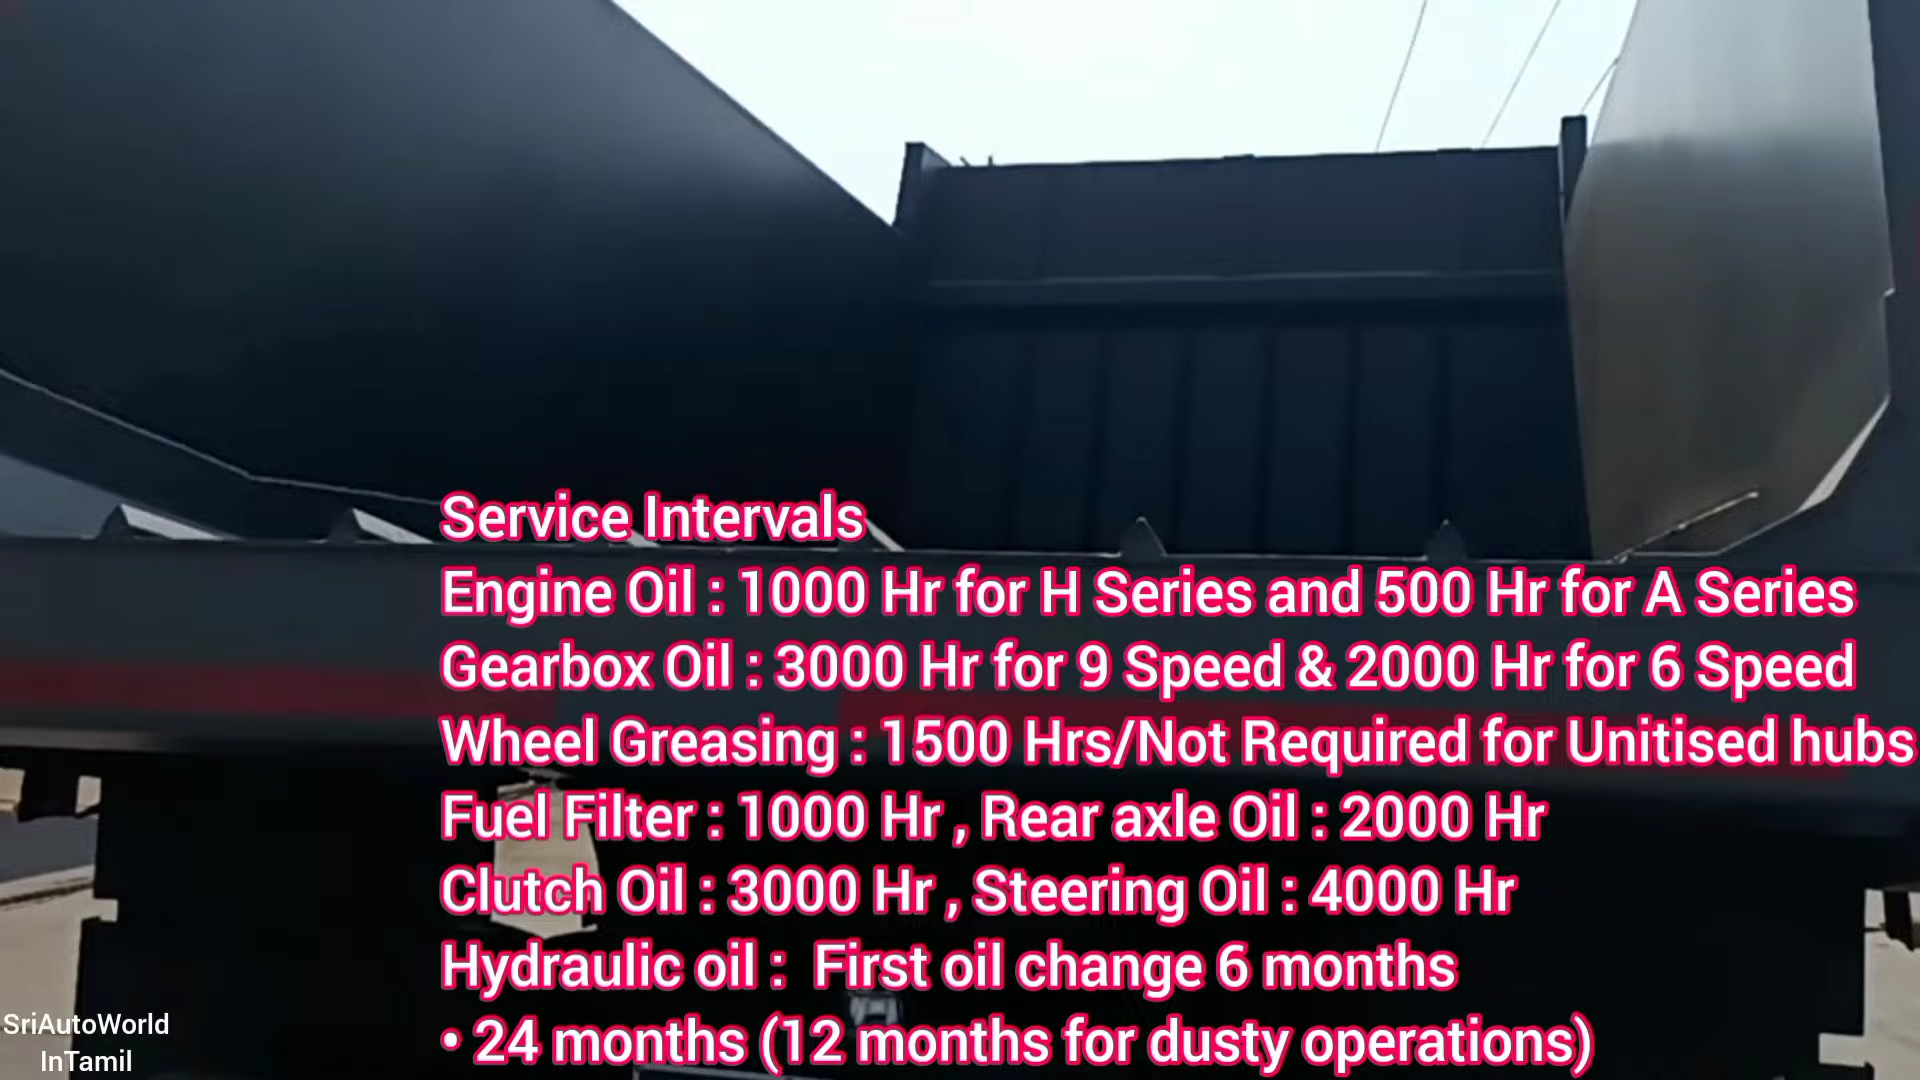 Service Intervals
Engine Oil : 1000 Hr for H Series and 500 Hr for A Series
Gearbox Oil : 3000 Hr for 9 Speed & 2000 Hr for 6 Speed
Wheel Greasing : 1500 Hrs/Not Required for Unitised hubs
Fuel Filter : 1000 Hr , Rear axle Oil : 2000 Hr
Clutch Oil : 3000 Hr , Steering Oil : 4000 Hr
Hydraulic oil :  First oil change 6 months
• 24 months (12 months for dusty operations)
SriAutoWorld
InTamil